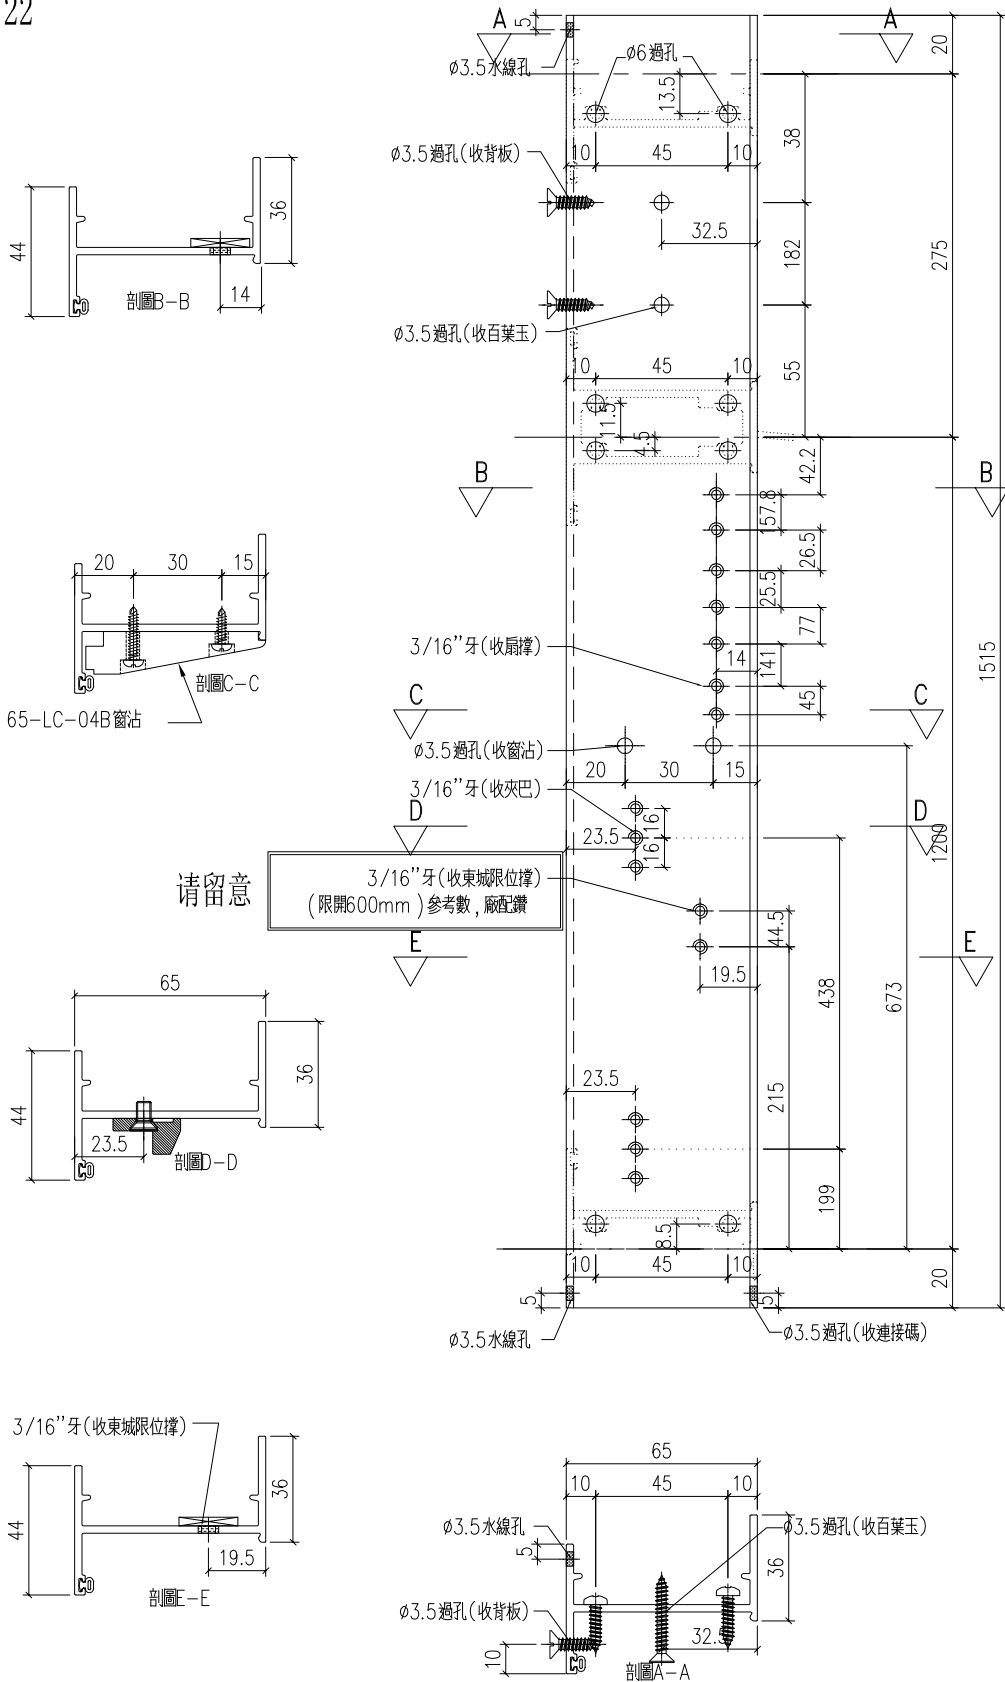 22
A
A
5
20
ø3.5水線孔
ø6過孔
13.5
38
ø3.5過孔(收背板)
10
45
10
36
44
32.5
182
275
14
剖圖B-B
ø3.5過孔(收百葉玉)
10
45
10
55
11.5
4.5
42.2
B
B
157.8
26.5
20
30
15
25.5
77
3/16''牙(收扇撐)
14
141
1515
剖圖C-C
45
65-LC-04B窗沾
C
C
ø3.5過孔(收窗沾)
20
30
15
3/16''牙(收夾巴)
D
D
16
23.5
16
1200
请留意
3/16''牙(收東城限位撐)
(限開600mm)參考數,廠配鑽
44.5
E
E
19.5
65
438
673
36
44
23.5
215
23.5
剖圖D-D
199
8.5
10
45
10
20
5
5
ø3.5水線孔
ø3.5過孔(收連接碼)
3/16''牙(收東城限位撐)
65
36
10
45
10
44
ø3.5水線孔
5
ø3.5過孔(收百葉玉)
19.5
36
剖圖E-E
ø3.5過孔(收背板)
32.5
10
剖圖A-A